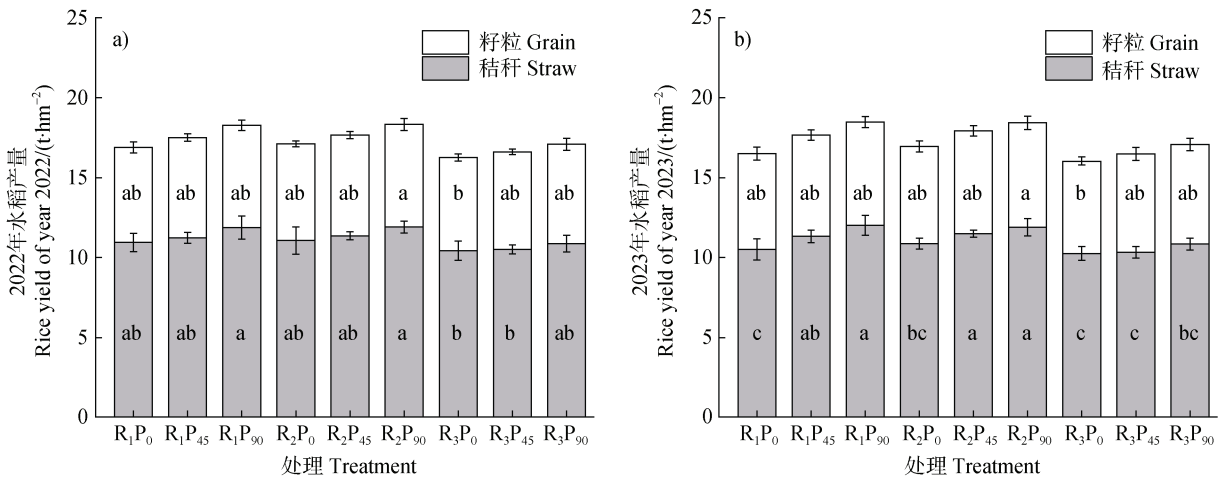 a)
籽粒 Grain
秸秆 Straw
2022年水稻产量
Rice yield of year 2022/(t·hm⁻²)
25
20
15
10
5
0
ab ab ab ab ab a b ab ab
ab ab a ab ab a b b ab
R₁P₀ R₁P₄₅ R₁P₉₀ R₂P₀ R₂P₄₅ R₂P₉₀ R₃P₀ R₃P₄₅ R₃P₉₀
处理 Treatment
b)
籽粒 Grain
秸秆 Straw
2023年水稻产量
Rice yield of year 2023/(t·hm⁻²)
25
20
15
10
5
0
ab ab ab ab ab a b ab ab
c ab a bc a a c c bc
R₁P₀ R₁P₄₅ R₁P₉₀ R₂P₀ R₂P₄₅ R₂P₉₀ R₃P₀ R₃P₄₅ R₃P₉₀
处理 Treatment